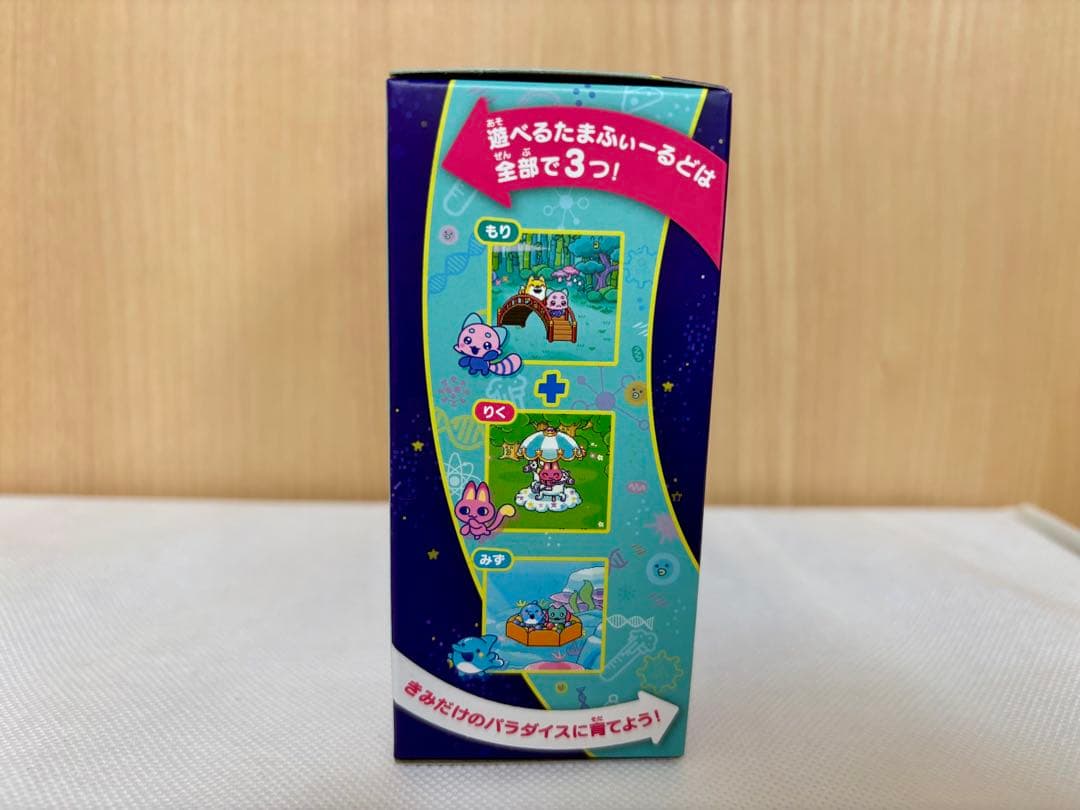 遊べるたまふぃーるどは
全部で3つ!
もり
りく
みず
きみだけのパラダイスに育てよう!